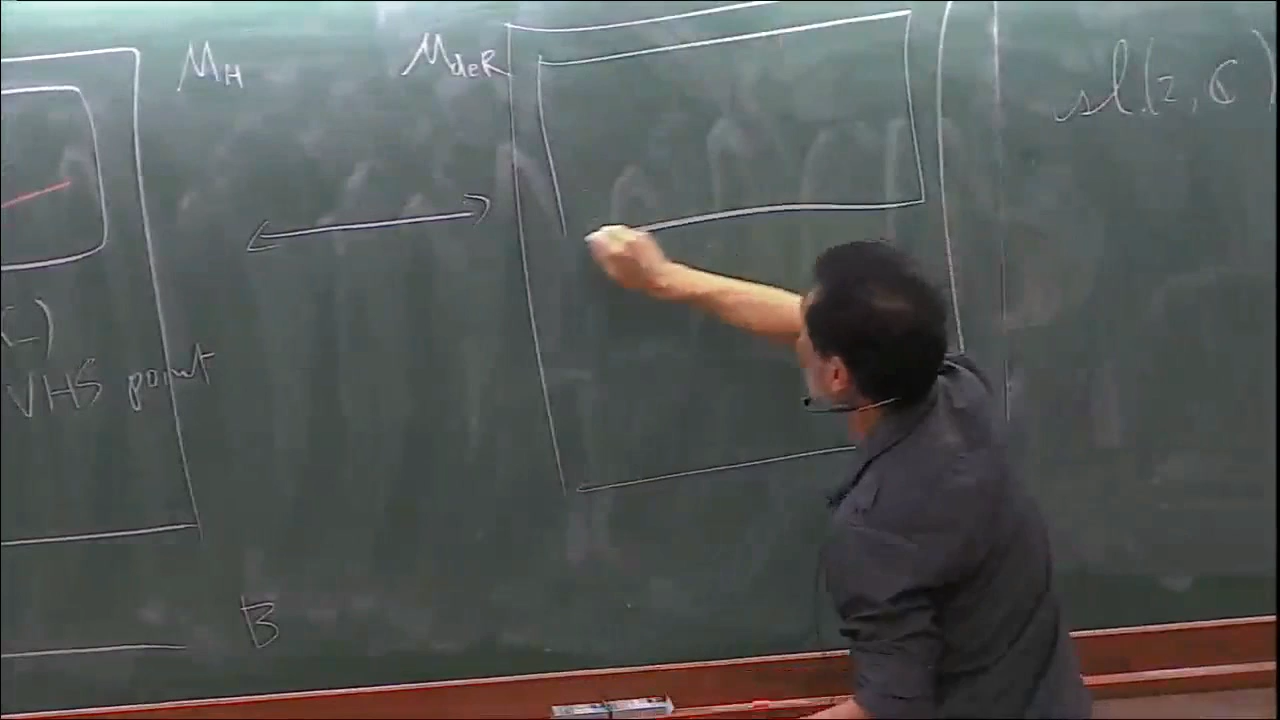 M_H
M_deR
sl(2, C)
C)
VHS point
B